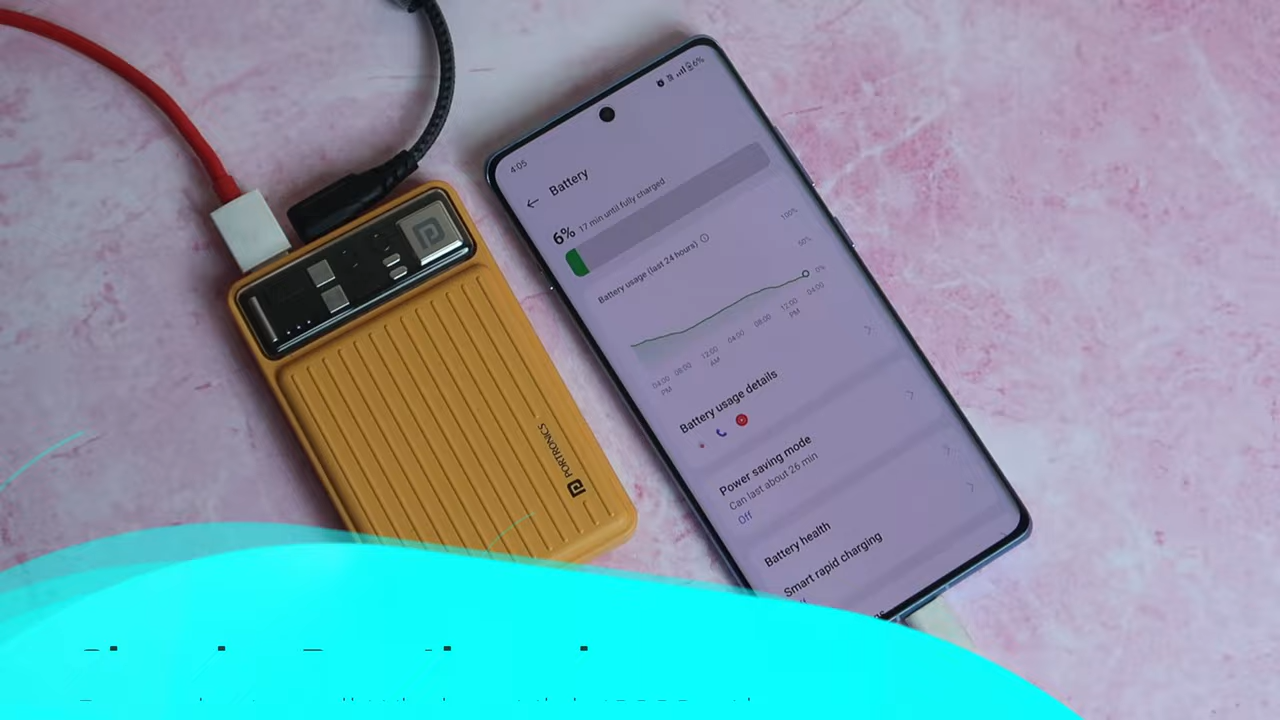 6%
4:05
Battery
6% 17 min until fully charged
Battery usage (last 24 hours)
100%
50%
0%
04:00 PM 08:00 12:00 AM 04:00 08:00 12:00 PM 04:00
Battery usage details
Power saving mode
Can last about 26 min
Off
Battery health
Smart rapid charging
PORTRONICS